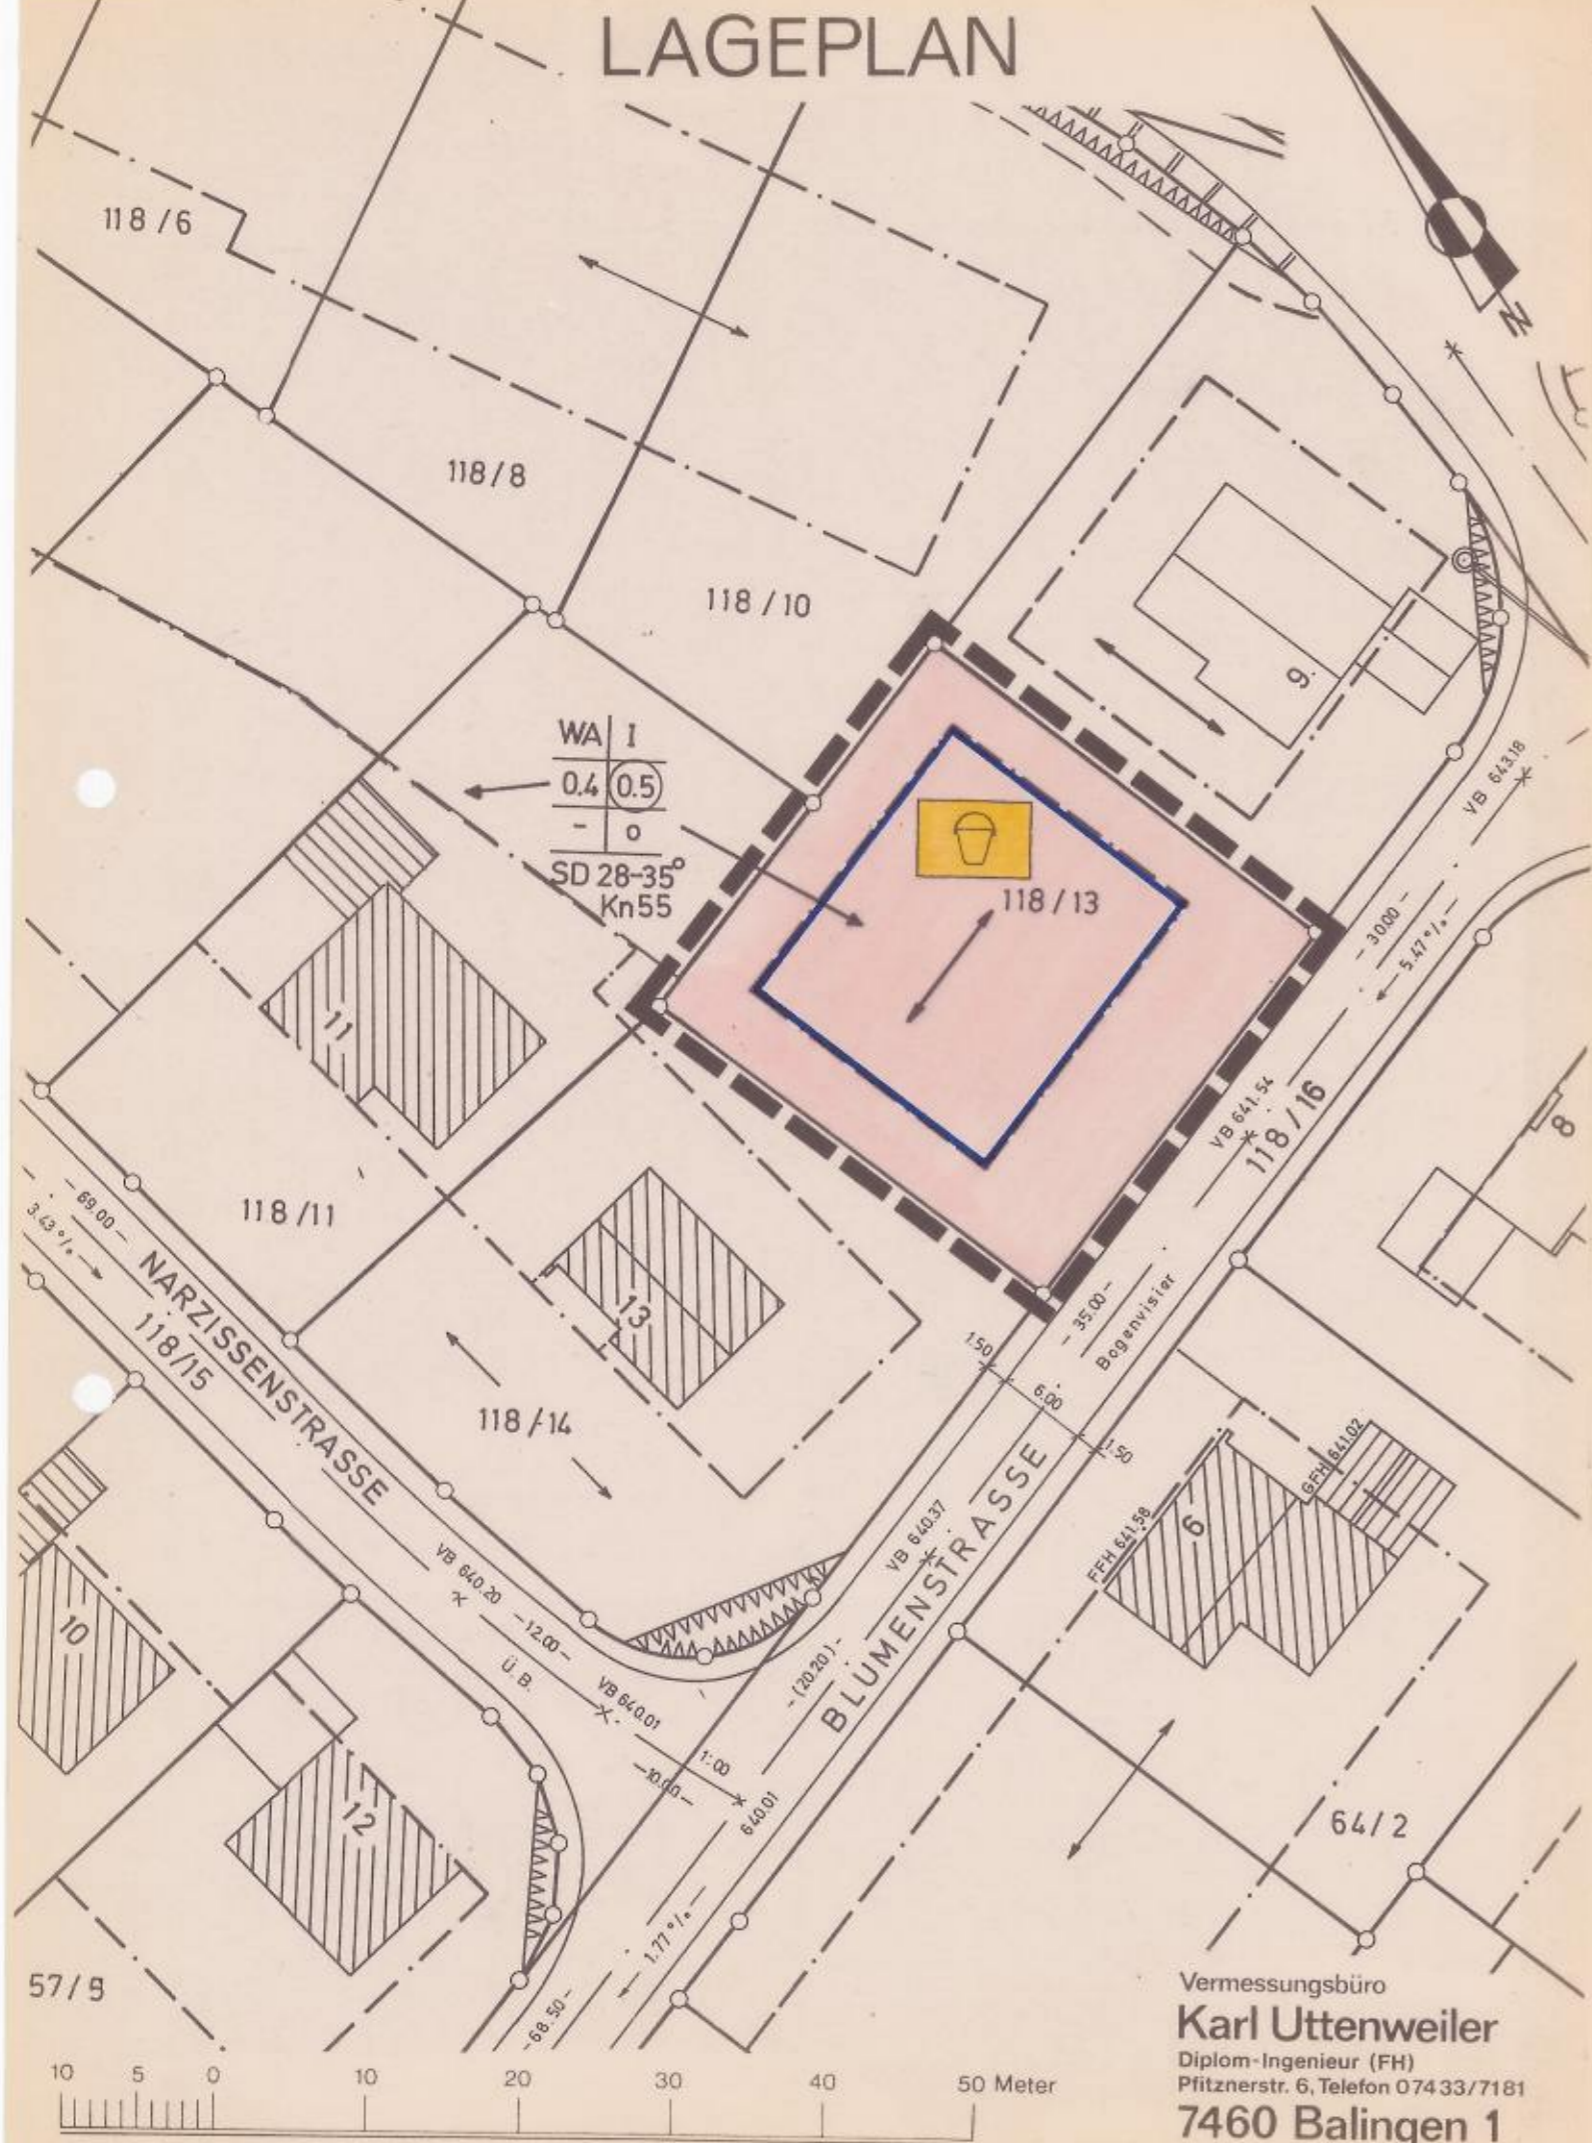 LAGEPLAN
118/6
118/8
118/10
N
9
WA I
0.4 0.5
- o
SD 28-35°
Kn55
118/13
VB 643.18
- 30.00 -
5.47 %
VB 641.54
118/16
8
11
118/11
13
118/14
- 69.00 -
3.43 %
NARZISSENSTRASSE
118/15
- 35.00 -
Bogenvisier
1.50
6.00
1.50
GFH 641.02
FFH 641.58
6
VB 640.37
BLUMENSTRASSE
VB 640.20
- 12.00 -
Ü.B.
VB 640.01
- (20.20) -
1.00
- 10.00 -
640.01
10
12
64/2
1.77 %
- 68.50 -
57/9
10 5 0 10 20 30 40 50 Meter
Vermessungsbüro
Karl Uttenweiler
Diplom-Ingenieur (FH)
Pfitznerstr. 6, Telefon 07433/7181
7460 Balingen 1